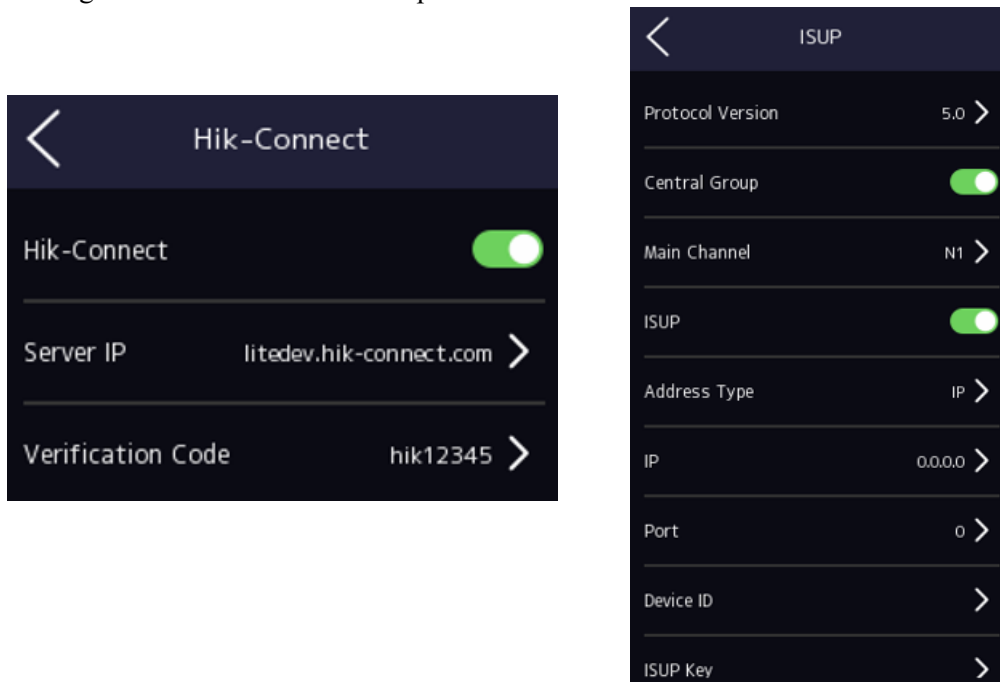 Hik-Connect
Hik-Connect
Server IP litedev.hik-connect.com
Verification Code hik12345
ISUP
Protocol Version 5.0
Central Group
Main Channel N1
ISUP
Address Type IP
IP 0.0.0.0
Port 0
Device ID
ISUP Key